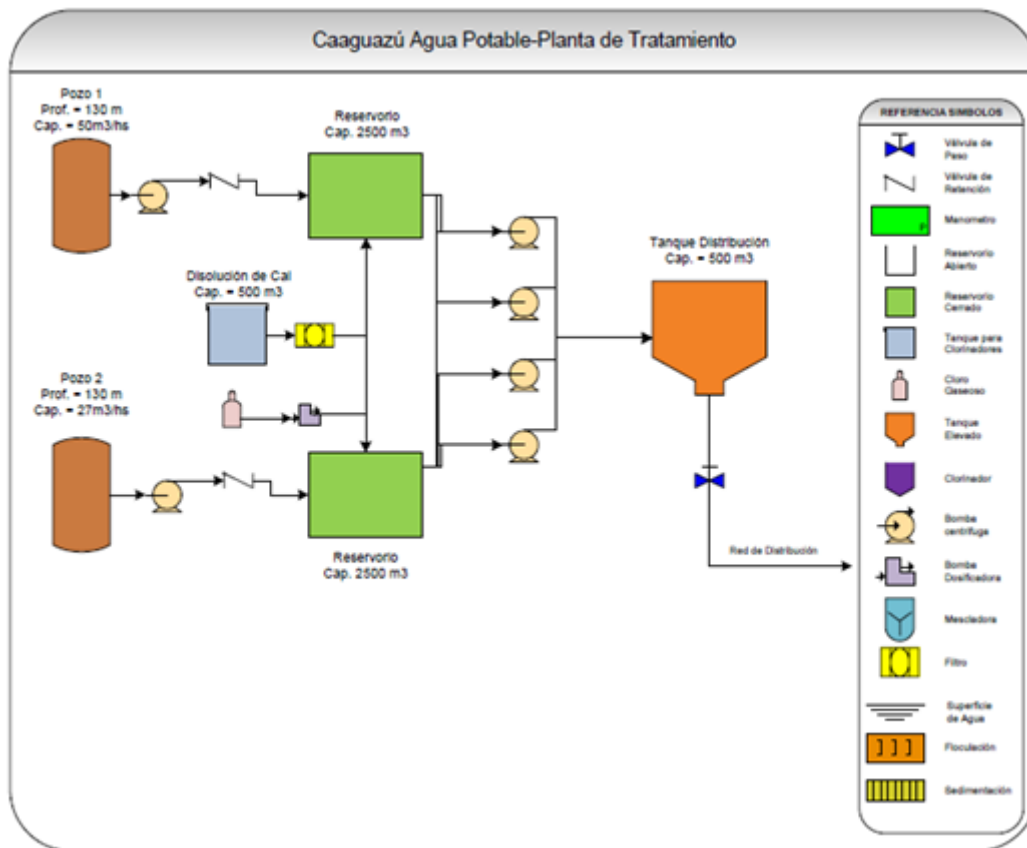 Caaguazú Agua Potable-Planta de Tratamiento
Pozo 1
Prof. = 130 m
Cap. = 50m3/hs
Reservorio
Cap. 2500 m3
Disolución de Cal
Cap. = 500 m3
Pozo 2
Prof. = 130 m
Cap. = 27m3/hs
Reservorio
Cap. 2500 m3
Tanque Distribución
Cap. = 500 m3
Red de Distribución
REFERENCIA SIMBOLOS
Válvula de
Paso
Válvula de
Retención
Manometro
P
Reservorio
Abierto
Reservorio
Cerrado
Tanque para
Clorinadores
Cloro
Gaseoso
Tanque
Elevado
Clorinador
Bomba
centrífuga
Bomba
Dosificadora
Mescladora
Filtro
Superficie
de Agua
Floculación
Sedimentación